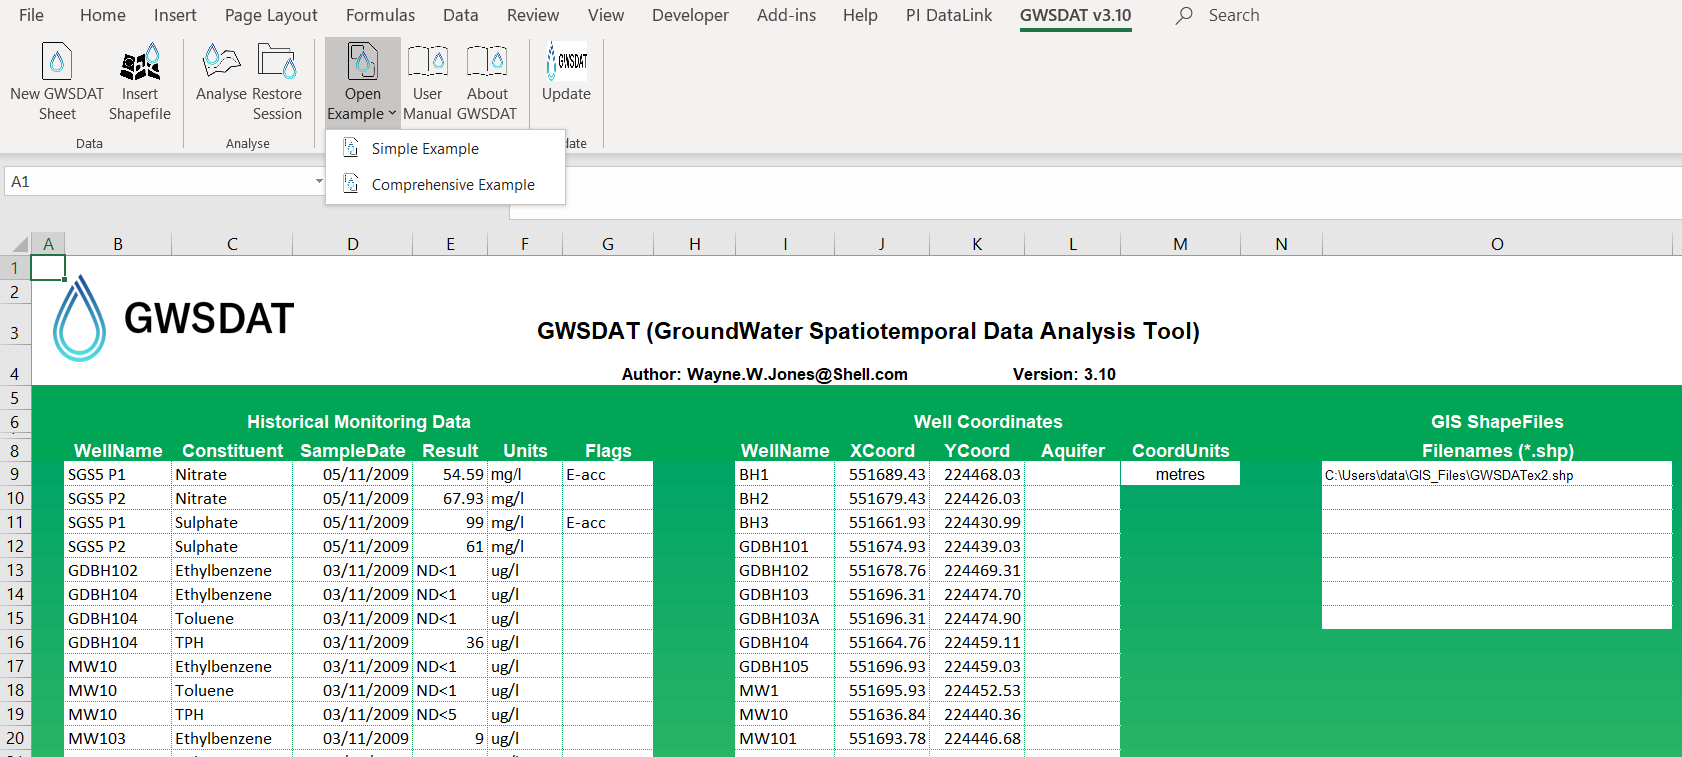 File Home Insert Page Layout Formulas Data Review View Developer Add-ins Help PI DataLink GWSDAT v3.10 Search
New GWSDAT Sheet Insert Shapefile Analyse Restore Session Open Example User Manual About GWSDAT GWSDAT Update
Data Analyse date
Simple Example
Comprehensive Example
A1
A B C D E F G H I J K L M N O
1
2
GWSDAT
3 GWSDAT (GroundWater Spatiotemporal Data Analysis Tool)
4 Author: Wayne.W.Jones@Shell.com Version: 3.10
5
6 Historical Monitoring Data Well Coordinates GIS ShapeFiles
8 WellName Constituent SampleDate Result Units Flags WellName XCoord YCoord Aquifer CoordUnits Filenames (*.shp)
9 SGS5 P1 Nitrate 05/11/2009 54.59 mg/l E-acc BH1 551689.43 224468.03 metres C:\Users\data\GIS_Files\GWSDATex2.shp
10 SGS5 P2 Nitrate 05/11/2009 67.93 mg/l BH2 551679.43 224426.03
11 SGS5 P1 Sulphate 05/11/2009 99 mg/l E-acc BH3 551661.93 224430.99
12 SGS5 P2 Sulphate 05/11/2009 61 mg/l GDBH101 551674.93 224439.03
13 GDBH102 Ethylbenzene 03/11/2009 ND<1 ug/l GDBH102 551678.76 224469.31
14 GDBH104 Ethylbenzene 03/11/2009 ND<1 ug/l GDBH103 551696.31 224474.70
15 GDBH104 Toluene 03/11/2009 ND<1 ug/l GDBH103A 551696.31 224474.90
16 GDBH104 TPH 03/11/2009 36 ug/l GDBH104 551664.76 224459.11
17 MW10 Ethylbenzene 03/11/2009 ND<1 ug/l GDBH105 551696.93 224459.03
18 MW10 Toluene 03/11/2009 ND<1 ug/l MW1 551695.93 224452.53
19 MW10 TPH 03/11/2009 ND<5 ug/l MW10 551636.84 224440.36
20 MW103 Ethylbenzene 03/11/2009 9 ug/l MW101 551693.78 224446.68